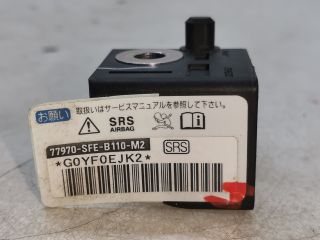 お願い
取扱いはサービスマニュアルを参照して下さい。
SRS
AIRBAG
77970-SFE-B110-M2
SRS
*G0YF0EJK2*